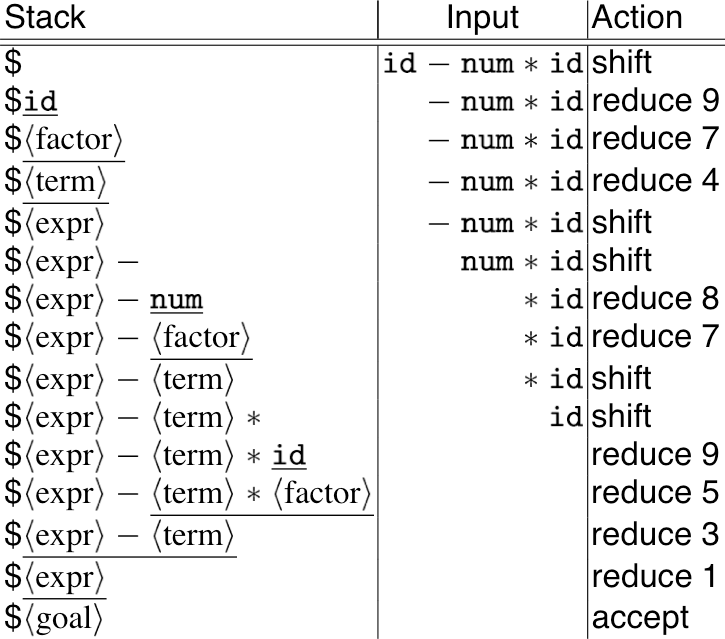 Stack Input Action
$ id − num ∗ id shift
$id − num ∗ id reduce 9
$⟨factor⟩ − num ∗ id reduce 7
$⟨term⟩ − num ∗ id reduce 4
$⟨expr⟩ − num ∗ id shift
$⟨expr⟩ − num ∗ id shift
$⟨expr⟩ − num ∗ id reduce 8
$⟨expr⟩ − ⟨factor⟩ ∗ id reduce 7
$⟨expr⟩ − ⟨term⟩ ∗ id shift
$⟨expr⟩ − ⟨term⟩ ∗ id shift
$⟨expr⟩ − ⟨term⟩ ∗ id reduce 9
$⟨expr⟩ − ⟨term⟩ ∗ ⟨factor⟩ reduce 5
$⟨expr⟩ − ⟨term⟩ reduce 3
$⟨expr⟩ reduce 1
$⟨goal⟩ accept